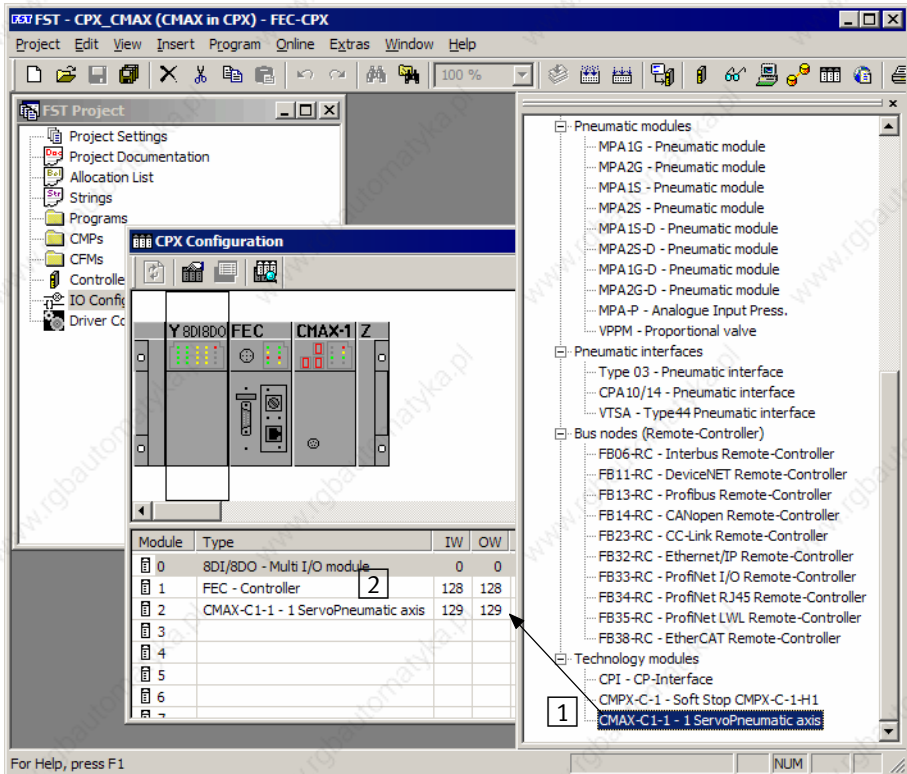 FST - CPX_CMAX (CMAX in CPX) - FEC-CPX
Project Edit View Insert Program Online Extras Window Help
100 %
FST Project
Project Settings
Project Documentation
Allocation List
Strings
Programs
CMPs
CFMs
Controlle
IO Config
Driver Co
CPX Configuration
Y 8DI8DO FEC CMAX-1 Z
Module Type IW OW
0 8DI/8DO - Multi I/O module 0 0
1 FEC - Controller 128 128
2 CMAX-C1-1 - 1 ServoPneumatic axis 129 129
3
4
5
6
7
2
1
Pneumatic modules
MPA1G - Pneumatic module
MPA2G - Pneumatic module
MPA1S - Pneumatic module
MPA2S - Pneumatic module
MPA1S-D - Pneumatic module
MPA2S-D - Pneumatic module
MPA1G-D - Pneumatic module
MPA2G-D - Pneumatic module
MPA-P - Analogue Input Press.
VPPM - Proportional valve
Pneumatic interfaces
Type 03 - Pneumatic interface
CPA10/14 - Pneumatic interface
VTSA - Type44 Pneumatic interface
Bus nodes (Remote-Controller)
FB06-RC - Interbus Remote-Controller
FB11-RC - DeviceNET Remote-Controller
FB13-RC - Profibus Remote-Controller
FB14-RC - CANopen Remote-Controller
FB23-RC - CC-Link Remote-Controller
FB32-RC - Ethernet/IP Remote-Controller
FB33-RC - ProfiNet I/O Remote-Controller
FB34-RC - ProfiNet RJ45 Remote-Controller
FB35-RC - ProfiNet LWL Remote-Controller
FB38-RC - EtherCAT Remote-Controller
Technology modules
CPI - CP-Interface
CMPX-C-1 - Soft Stop CMPX-C-1-H1
CMAX-C1-1 - 1 ServoPneumatic axis
For Help, press F1
NUM
www.rgbautomatyka.pl